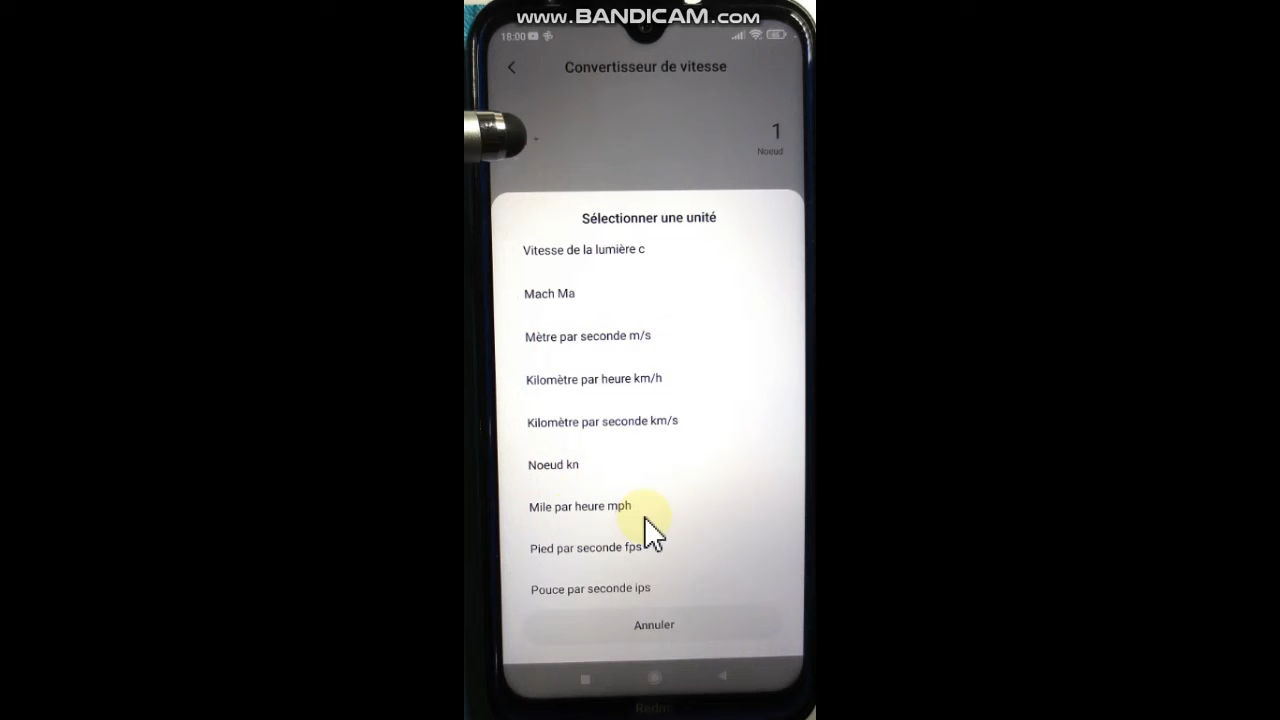 www.BANDICAM.com
18:00
Convertisseur de vitesse
1
Noeud
Sélectionner une unité
Vitesse de la lumière c
Mach Ma
Mètre par seconde m/s
Kilomètre par heure km/h
Kilomètre par seconde km/s
Noeud kn
Mile par heure mph
Pied par seconde fps
Pouce par seconde ips
Annuler
Redmi